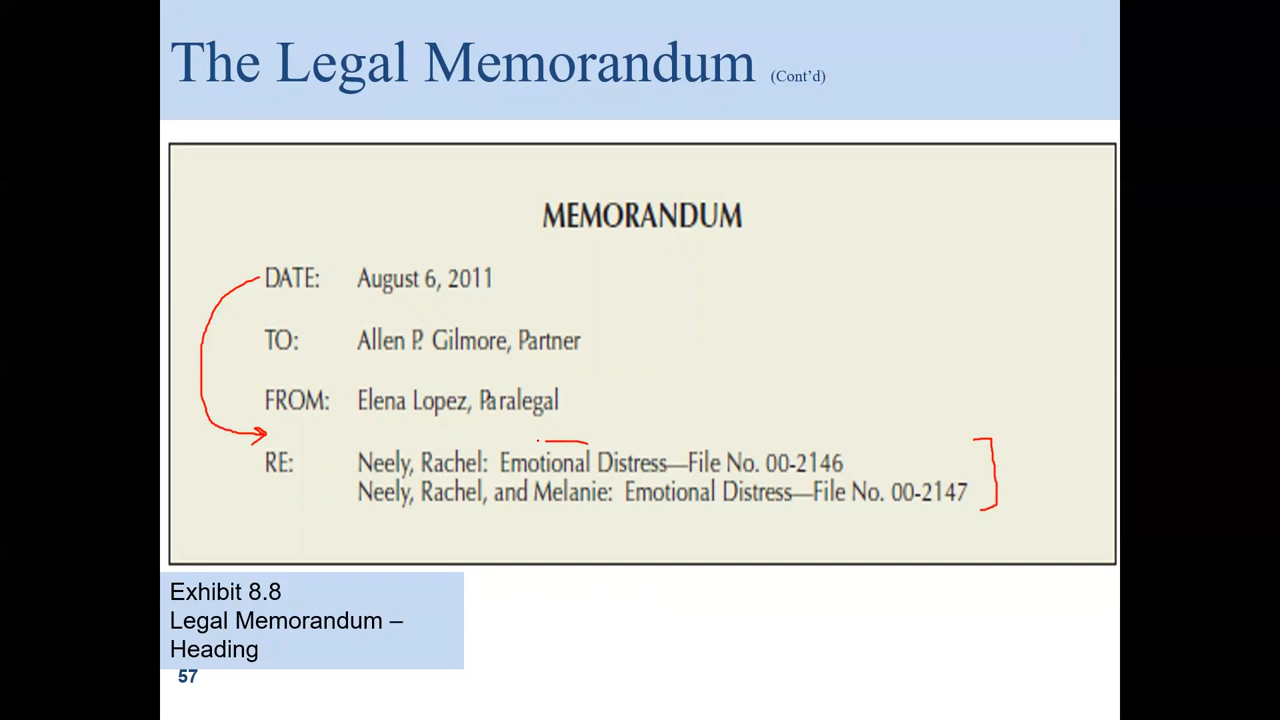 The Legal Memorandum (Cont'd)
MEMORANDUM
DATE: August 6, 2011
TO: Allen P. Gilmore, Partner
FROM: Elena Lopez, Paralegal
RE: Neely, Rachel: Emotional Distress—File No. 00-2146
Neely, Rachel, and Melanie: Emotional Distress—File No. 00-2147
Exhibit 8.8
Legal Memorandum –
Heading
57